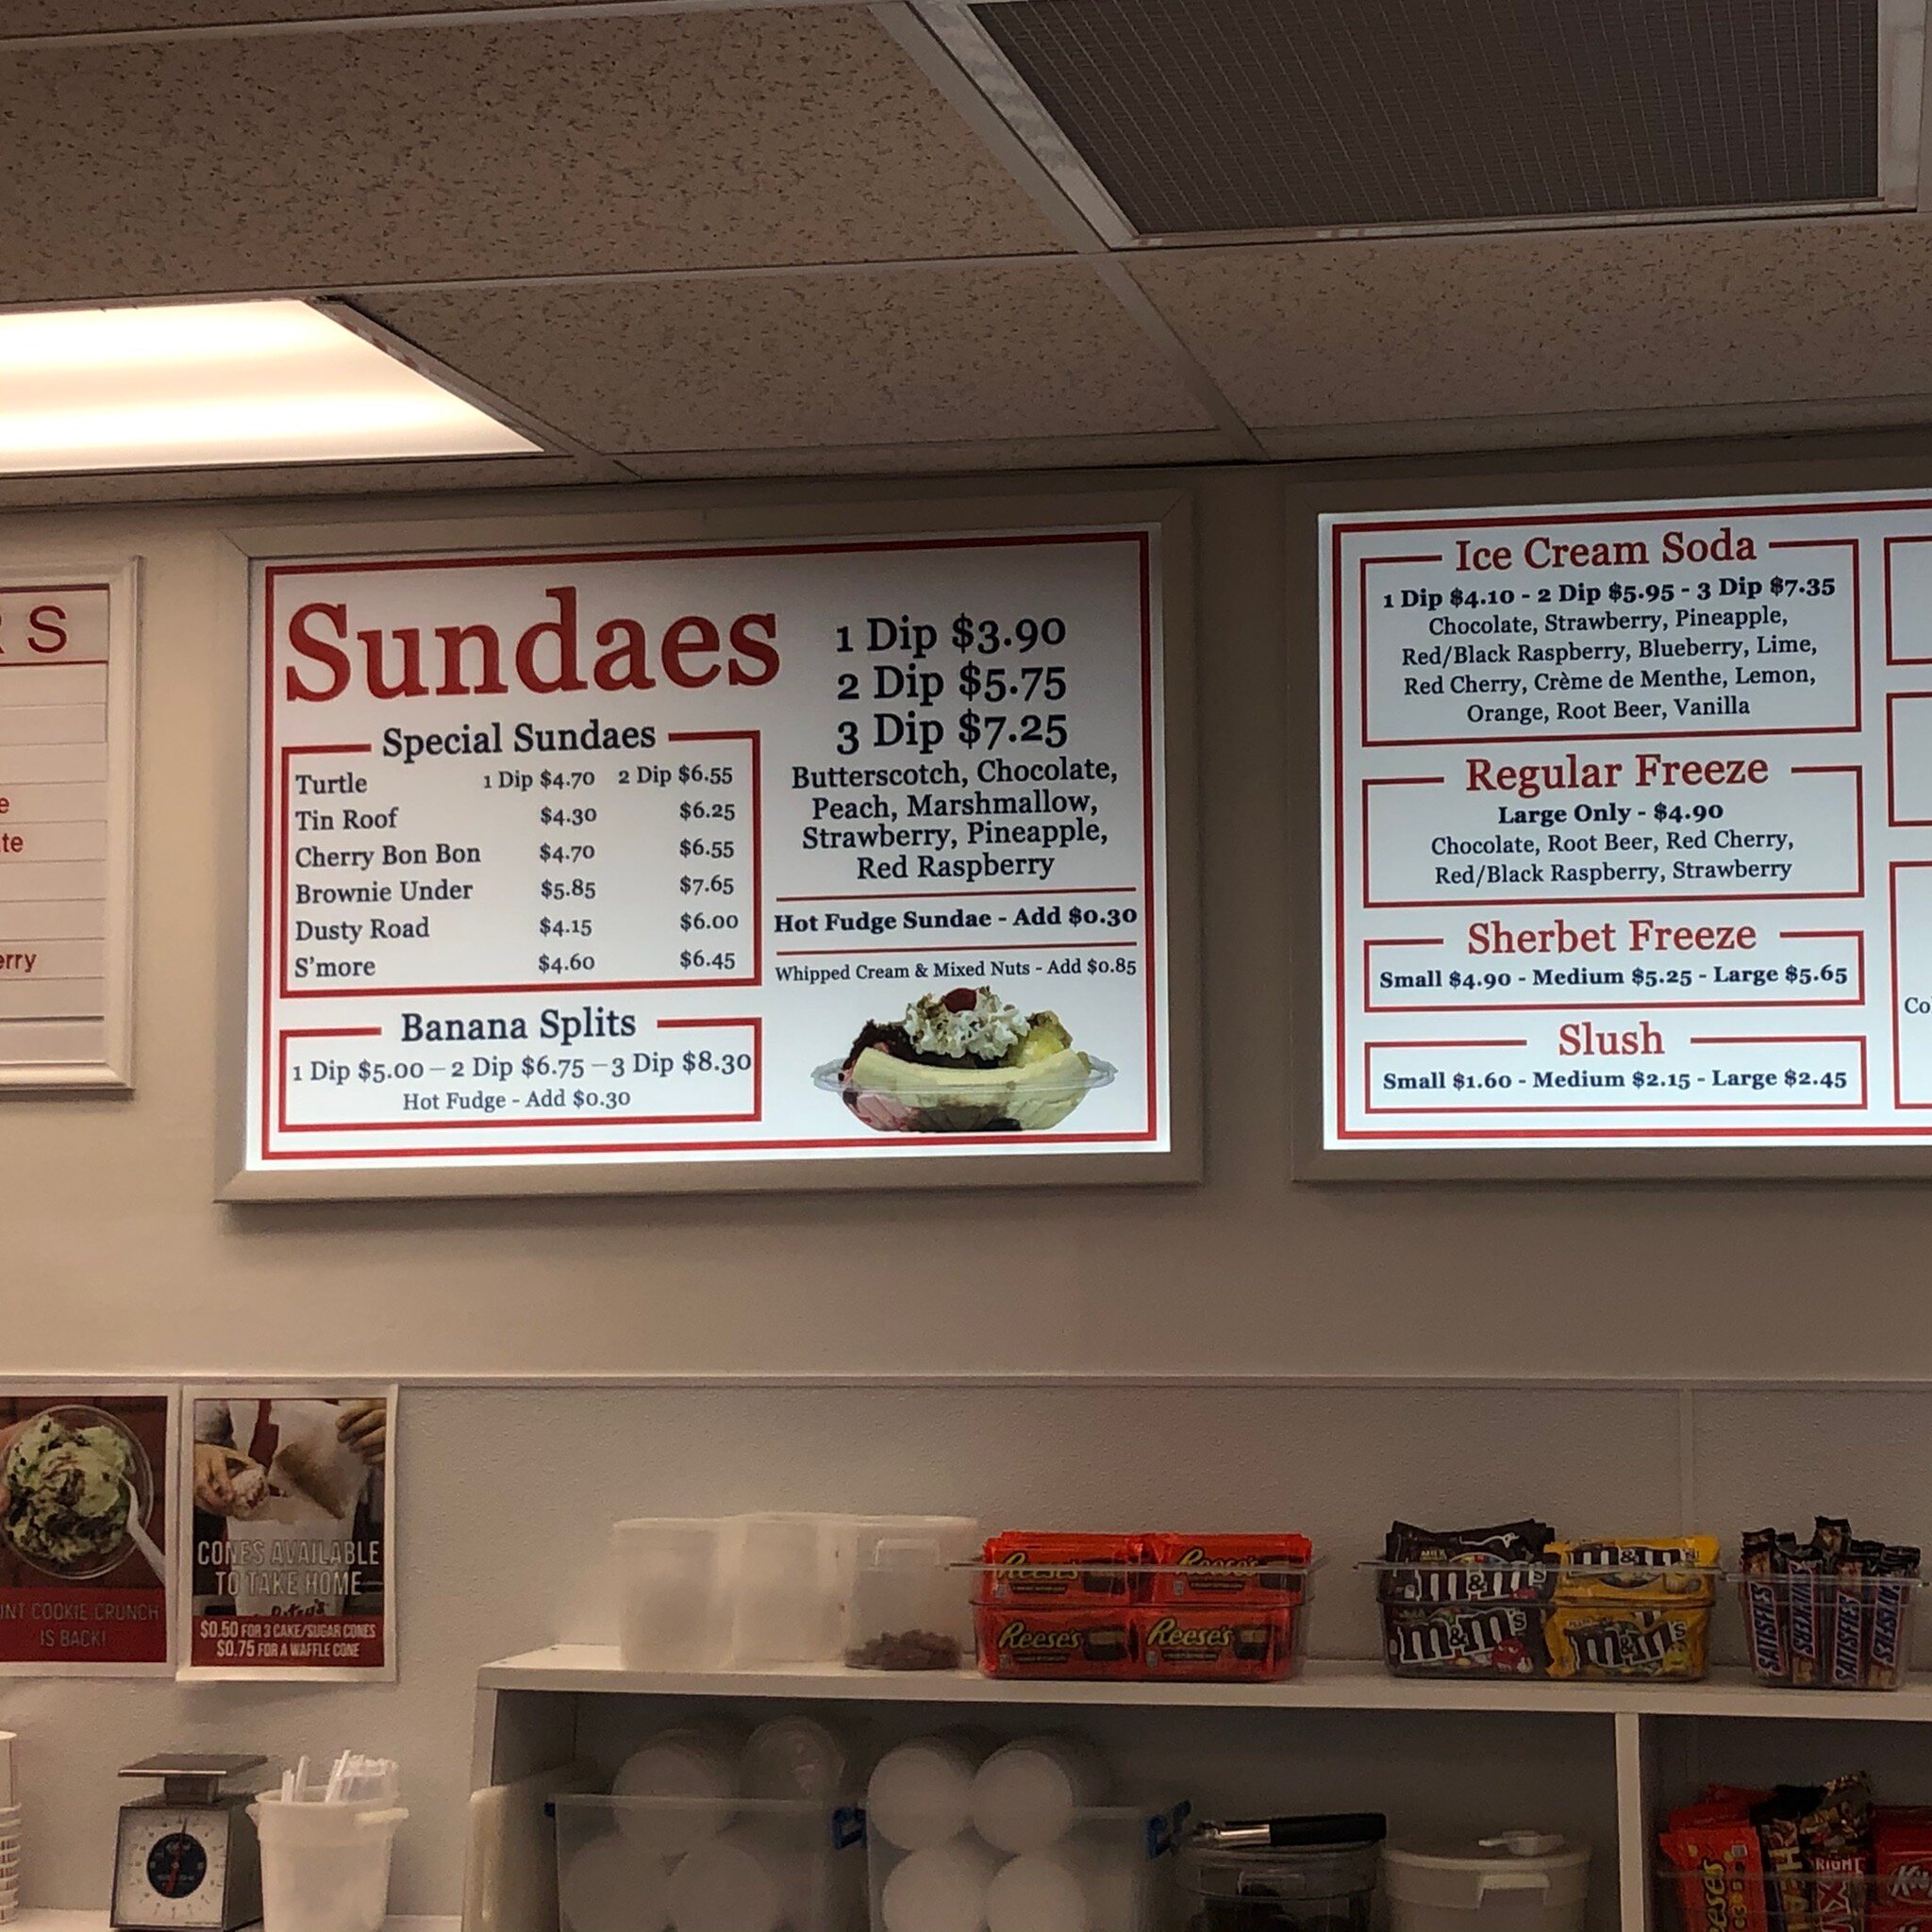 RS
te
erry
Sundaes
1 Dip $3.90
2 Dip $5.75
3 Dip $7.25
Butterscotch, Chocolate,
Peach, Marshmallow,
Strawberry, Pineapple,
Red Raspberry
Hot Fudge Sundae - Add $0.30
Whipped Cream & Mixed Nuts - Add $0.85
Special Sundaes
Turtle 1 Dip $4.70 2 Dip $6.55
Tin Roof $4.30 $6.25
Cherry Bon Bon $4.70 $6.55
Brownie Under $5.85 $7.65
Dusty Road $4.15 $6.00
S'more $4.60 $6.45
Banana Splits
1 Dip $5.00 – 2 Dip $6.75 – 3 Dip $8.30
Hot Fudge - Add $0.30
Ice Cream Soda
1 Dip $4.10 - 2 Dip $5.95 - 3 Dip $7.35
Chocolate, Strawberry, Pineapple,
Red/Black Raspberry, Blueberry, Lime,
Red Cherry, Crème de Menthe, Lemon,
Orange, Root Beer, Vanilla
Regular Freeze
Large Only - $4.90
Chocolate, Root Beer, Red Cherry,
Red/Black Raspberry, Strawberry
Sherbet Freeze
Small $4.90 - Medium $5.25 - Large $5.65
Slush
Small $1.60 - Medium $2.15 - Large $2.45
Co
INT COOKIE CRUNCH
IS BACK!
CONES AVAILABLE
TO TAKE HOME
$0.50 FOR 3 CAKE/SUGAR CONES
$0.75 FOR A WAFFLE CONE
Reese's Reese's
Reese's Reese's
m&m's m&m's
m&m's m&m's
SATISFIES SATISFIES